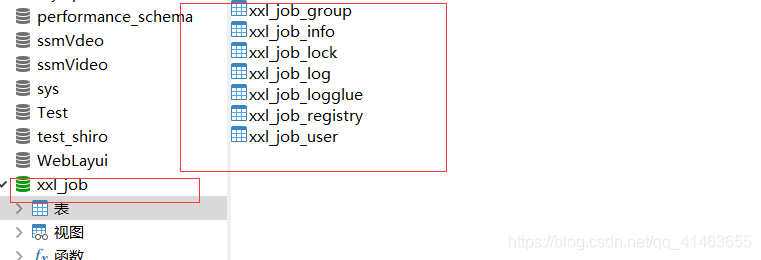 performance_schema
ssmVdeo
ssmVideo
sys
Test
test_shiro
WebLayui
xxl_job
表
视图
函数
xxl_job_group
xxl_job_info
xxl_job_lock
xxl_job_log
xxl_job_logglue
xxl_job_registry
xxl_job_user
https://blog.csdn.net/qq_41463655